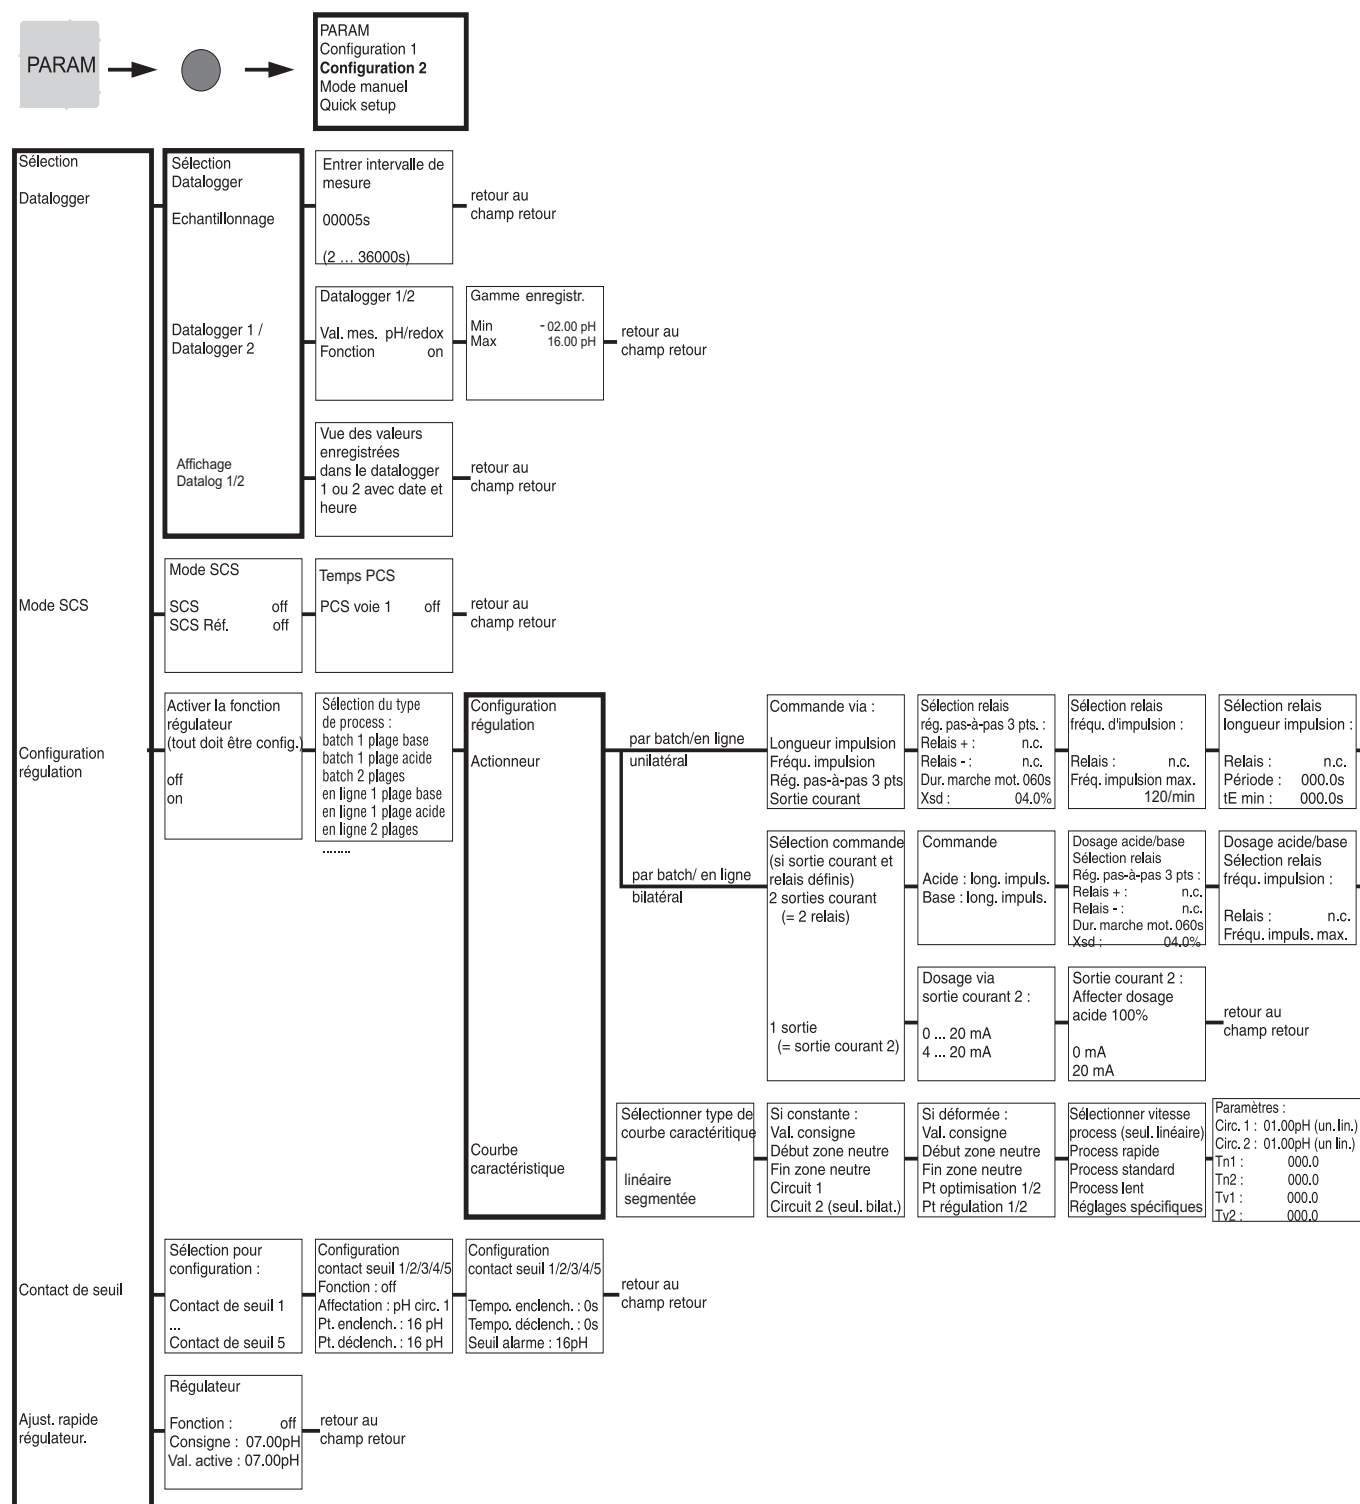 PARAM
PARAM
Configuration 1
Configuration 2
Mode manuel
Quick setup
Sélection
Datalogger
Sélection
Datalogger
Echantillonnage
Entrer intervalle de
mesure
00005s
(2 ... 36000s)
retour au
champ retour
Datalogger 1 /
Datalogger 2
Datalogger 1/2
Val. mes. pH/redox
Fonction on
Gamme enregistr.
Min - 02.00 pH
Max 16.00 pH
retour au
champ retour
Affichage
Datalog 1/2
Vue des valeurs
enregistrées
dans le datalogger
1 ou 2 avec date et
heure
retour au
champ retour
Mode SCS
Mode SCS
SCS off
SCS Réf. off
Temps PCS
PCS voie 1 off
retour au
champ retour
Configuration
régulation
Activer la fonction
régulateur
(tout doit être config.)
off
on
Sélection du type
de process :
batch 1 plage base
batch 1 plage acide
batch 2 plages
en ligne 1 plage base
en ligne 1 plage acide
en ligne 2 plages
........
Configuration
régulation
Actionneur
par batch/en ligne
unilatéral
Commande via :
Longueur impulsion
Fréqu. impulsion
Rég. pas-à-pas 3 pts
Sortie courant
Sélection relais
rég. pas-à-pas 3 pts. :
Relais + : n.c.
Relais - : n.c.
Dur. marche mot. 060s
Xsd : 04.0%
Sélection relais
fréqu. d'impulsion :
Relais : n.c.
Fréq. impulsion max.
120/min
Sélection relais
longueur impulsion :
Relais : n.c.
Période : 000.0s
tE min : 000.0s
par batch/ en ligne
bilatéral
Sélection commande
(si sortie courant et
relais définis)
2 sorties courant
(= 2 relais)
Commande
Acide : long. impuls.
Base : long. impuls.
Dosage acide/base
Sélection relais
Rég. pas-à-pas 3 pts :
Relais + : n.c.
Relais - : n.c.
Dur. marche mot. 060s
Xsd : 04.0%
Dosage acide/base
Sélection relais
fréqu. impulsion :
Relais : n.c.
Fréqu. impuls. max.
1 sortie
(= sortie courant 2)
Dosage via
sortie courant 2 :
0 ... 20 mA
4 ... 20 mA
Sortie courant 2 :
Affecter dosage
acide 100%
0 mA
20 mA
retour au
champ retour
Courbe
caractéristique
Sélectionner type de
courbe caractéritique
linéaire
segmentée
Si constante :
Val. consigne
Début zone neutre
Fin zone neutre
Circuit 1
Circuit 2 (seul. bilat.)
Si déformée :
Val. consigne
Début zone neutre
Fin zone neutre
Pt optimisation 1/2
Pt régulation 1/2
Sélectionner vitesse
process (seul. linéaire)
Process rapide
Process standard
Process lent
Réglages spécifiques
Paramètres :
Circ. 1 : 01.00pH (un. lin.)
Circ. 2 : 01.00pH (un lin.)
Tn1 : 000.0
Tn2 : 000.0
Tv1 : 000.0
Tv2 : 000.0
Contact de seuil
Sélection pour
configuration :
Contact de seuil 1
...
Contact de seuil 5
Configuration
contact seuil 1/2/3/4/5
Fonction : off
Affectation : pH circ. 1
Pt. enclench. : 16 pH
Pt. déclench. : 16 pH
Configuration
contact seuil 1/2/3/4/5
Tempo. enclench. : 0s
Tempo. déclench. : 0s
Seuil alarme : 16pH
retour au
champ retour
Ajust. rapide
régulateur.
Régulateur
Fonction : off
Consigne : 07.00pH
Val. active : 07.00pH
retour au
champ retour